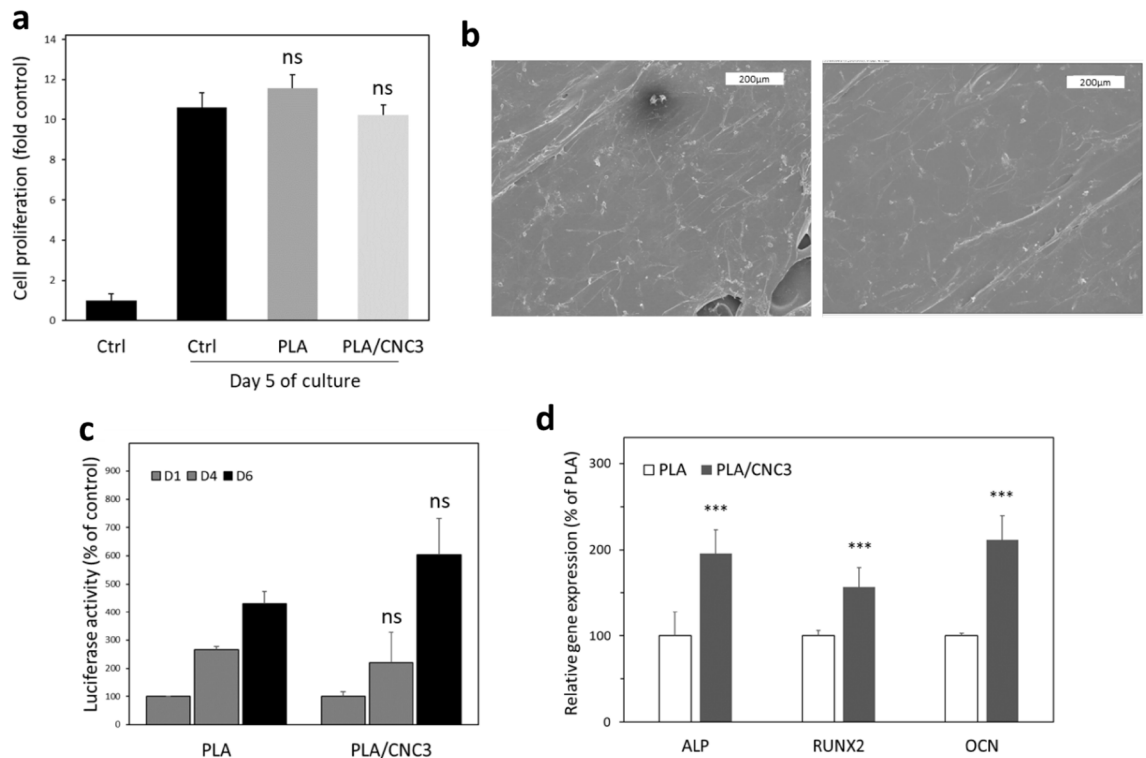 a
Cell proliferation (fold control)
14
12
10
8
6
4
2
0
ns
ns
Ctrl
Ctrl
PLA
PLA/CNC3
Day 5 of culture
b
200µm
200µm
c
Luciferase activity (% of control)
900
800
700
600
500
400
300
200
100
0
D1 D4 D6
ns
ns
PLA
PLA/CNC3
d
Relative gene expression (% of PLA)
300
200
100
0
PLA PLA/CNC3
***
***
***
ALP
RUNX2
OCN